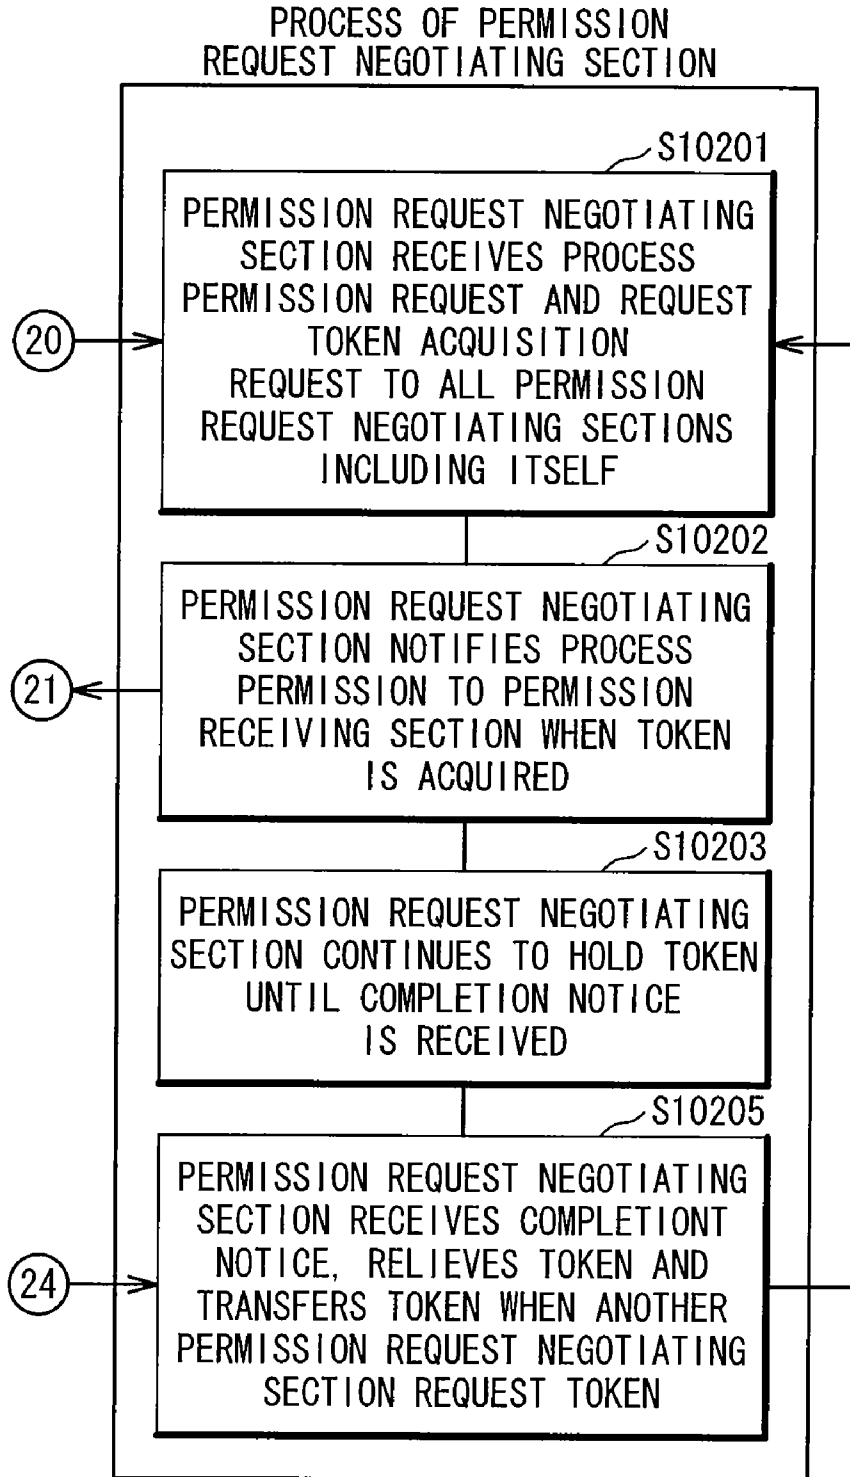 PROCESS OF PERMISSION
REQUEST NEGOTIATING SECTION
S10201
PERMISSION REQUEST NEGOTIATING
SECTION RECEIVES PROCESS
PERMISSION REQUEST AND REQUEST
TOKEN ACQUISITION
REQUEST TO ALL PERMISSION
REQUEST NEGOTIATING SECTIONS
INCLUDING ITSELF
20
S10202
PERMISSION REQUEST NEGOTIATING
SECTION NOTIFIES PROCESS
PERMISSION TO PERMISSION
RECEIVING SECTION WHEN TOKEN
IS ACQUIRED
21
S10203
PERMISSION REQUEST NEGOTIATING
SECTION CONTINUES TO HOLD TOKEN
UNTIL COMPLETION NOTICE
IS RECEIVED
S10205
PERMISSION REQUEST NEGOTIATING
SECTION RECEIVES COMPLETIONT
NOTICE, RELIEVES TOKEN AND
TRANSFERS TOKEN WHEN ANOTHER
PERMISSION REQUEST NEGOTIATING
SECTION REQUEST TOKEN
24